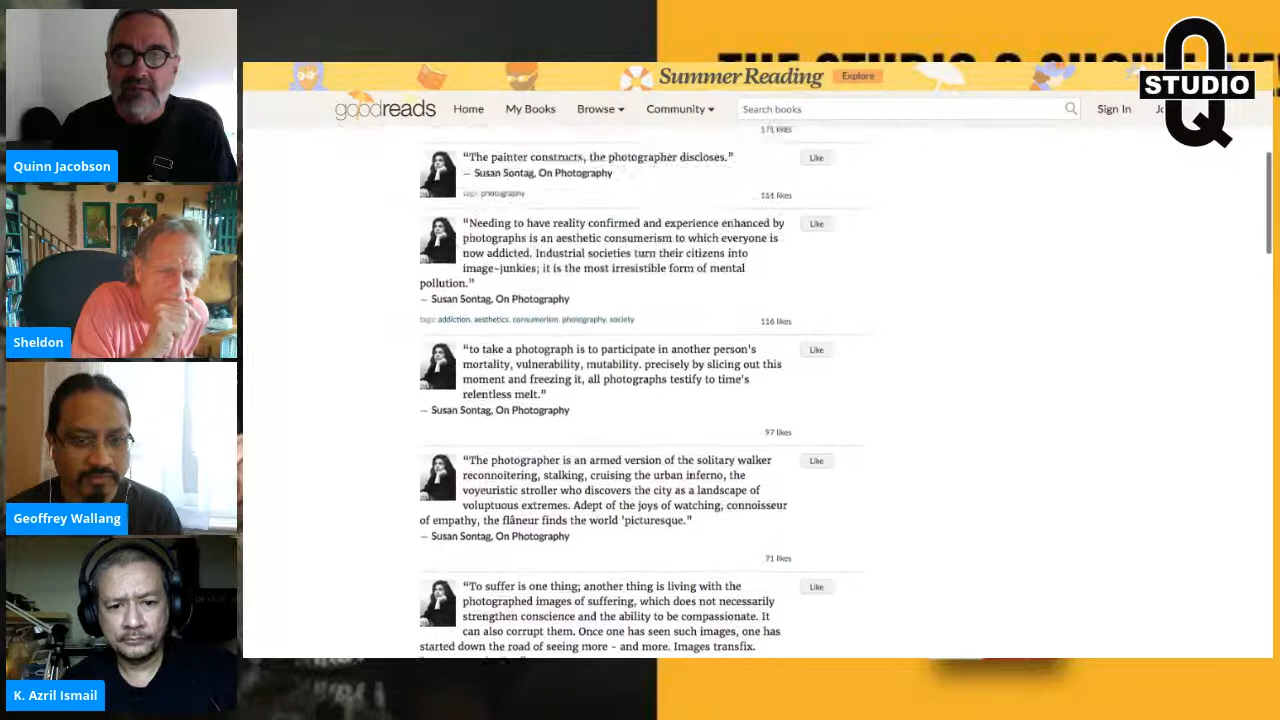 THE STUDIO Q SHOW LIVE
STUDIO
Q
Quinn Jacobson
Sheldon
Geoffrey Wallang
K. Azril Ismail
Summer Reading Explore
goodreads Home My Books Browse Community Search books Sign In
171 likes
“The painter constructs, the photographer discloses.” Like
― Susan Sontag, On Photography
tags: photography 161 likes
“Needing to have reality confirmed and experience enhanced by Like
photographs is an aesthetic consumerism to which everyone is
now addicted. Industrial societies turn their citizens into
image-junkies; it is the most irresistible form of mental
pollution.”
― Susan Sontag, On Photography
tags: addiction, aesthetics, consumerism, photography, society 116 likes
“to take a photograph is to participate in another person's Like
mortality, vulnerability, mutability. precisely by slicing out this
moment and freezing it, all photographs testify to time's
relentless melt.”
― Susan Sontag, On Photography
97 likes
“The photographer is an armed version of the solitary walker Like
reconnoitering, stalking, cruising the urban inferno, the
voyeuristic stroller who discovers the city as a landscape of
voluptuous extremes. Adept of the joys of watching, connoisseur
of empathy, the flâneur finds the world 'picturesque.”
― Susan Sontag, On Photography
71 likes
“To suffer is one thing; another thing is living with the Like
photographed images of suffering, which does not necessarily
strengthen conscience and the ability to be compassionate. It
can also corrupt them. Once one has seen such images, one has
started down the road of seeing more - and more. Images transfix.